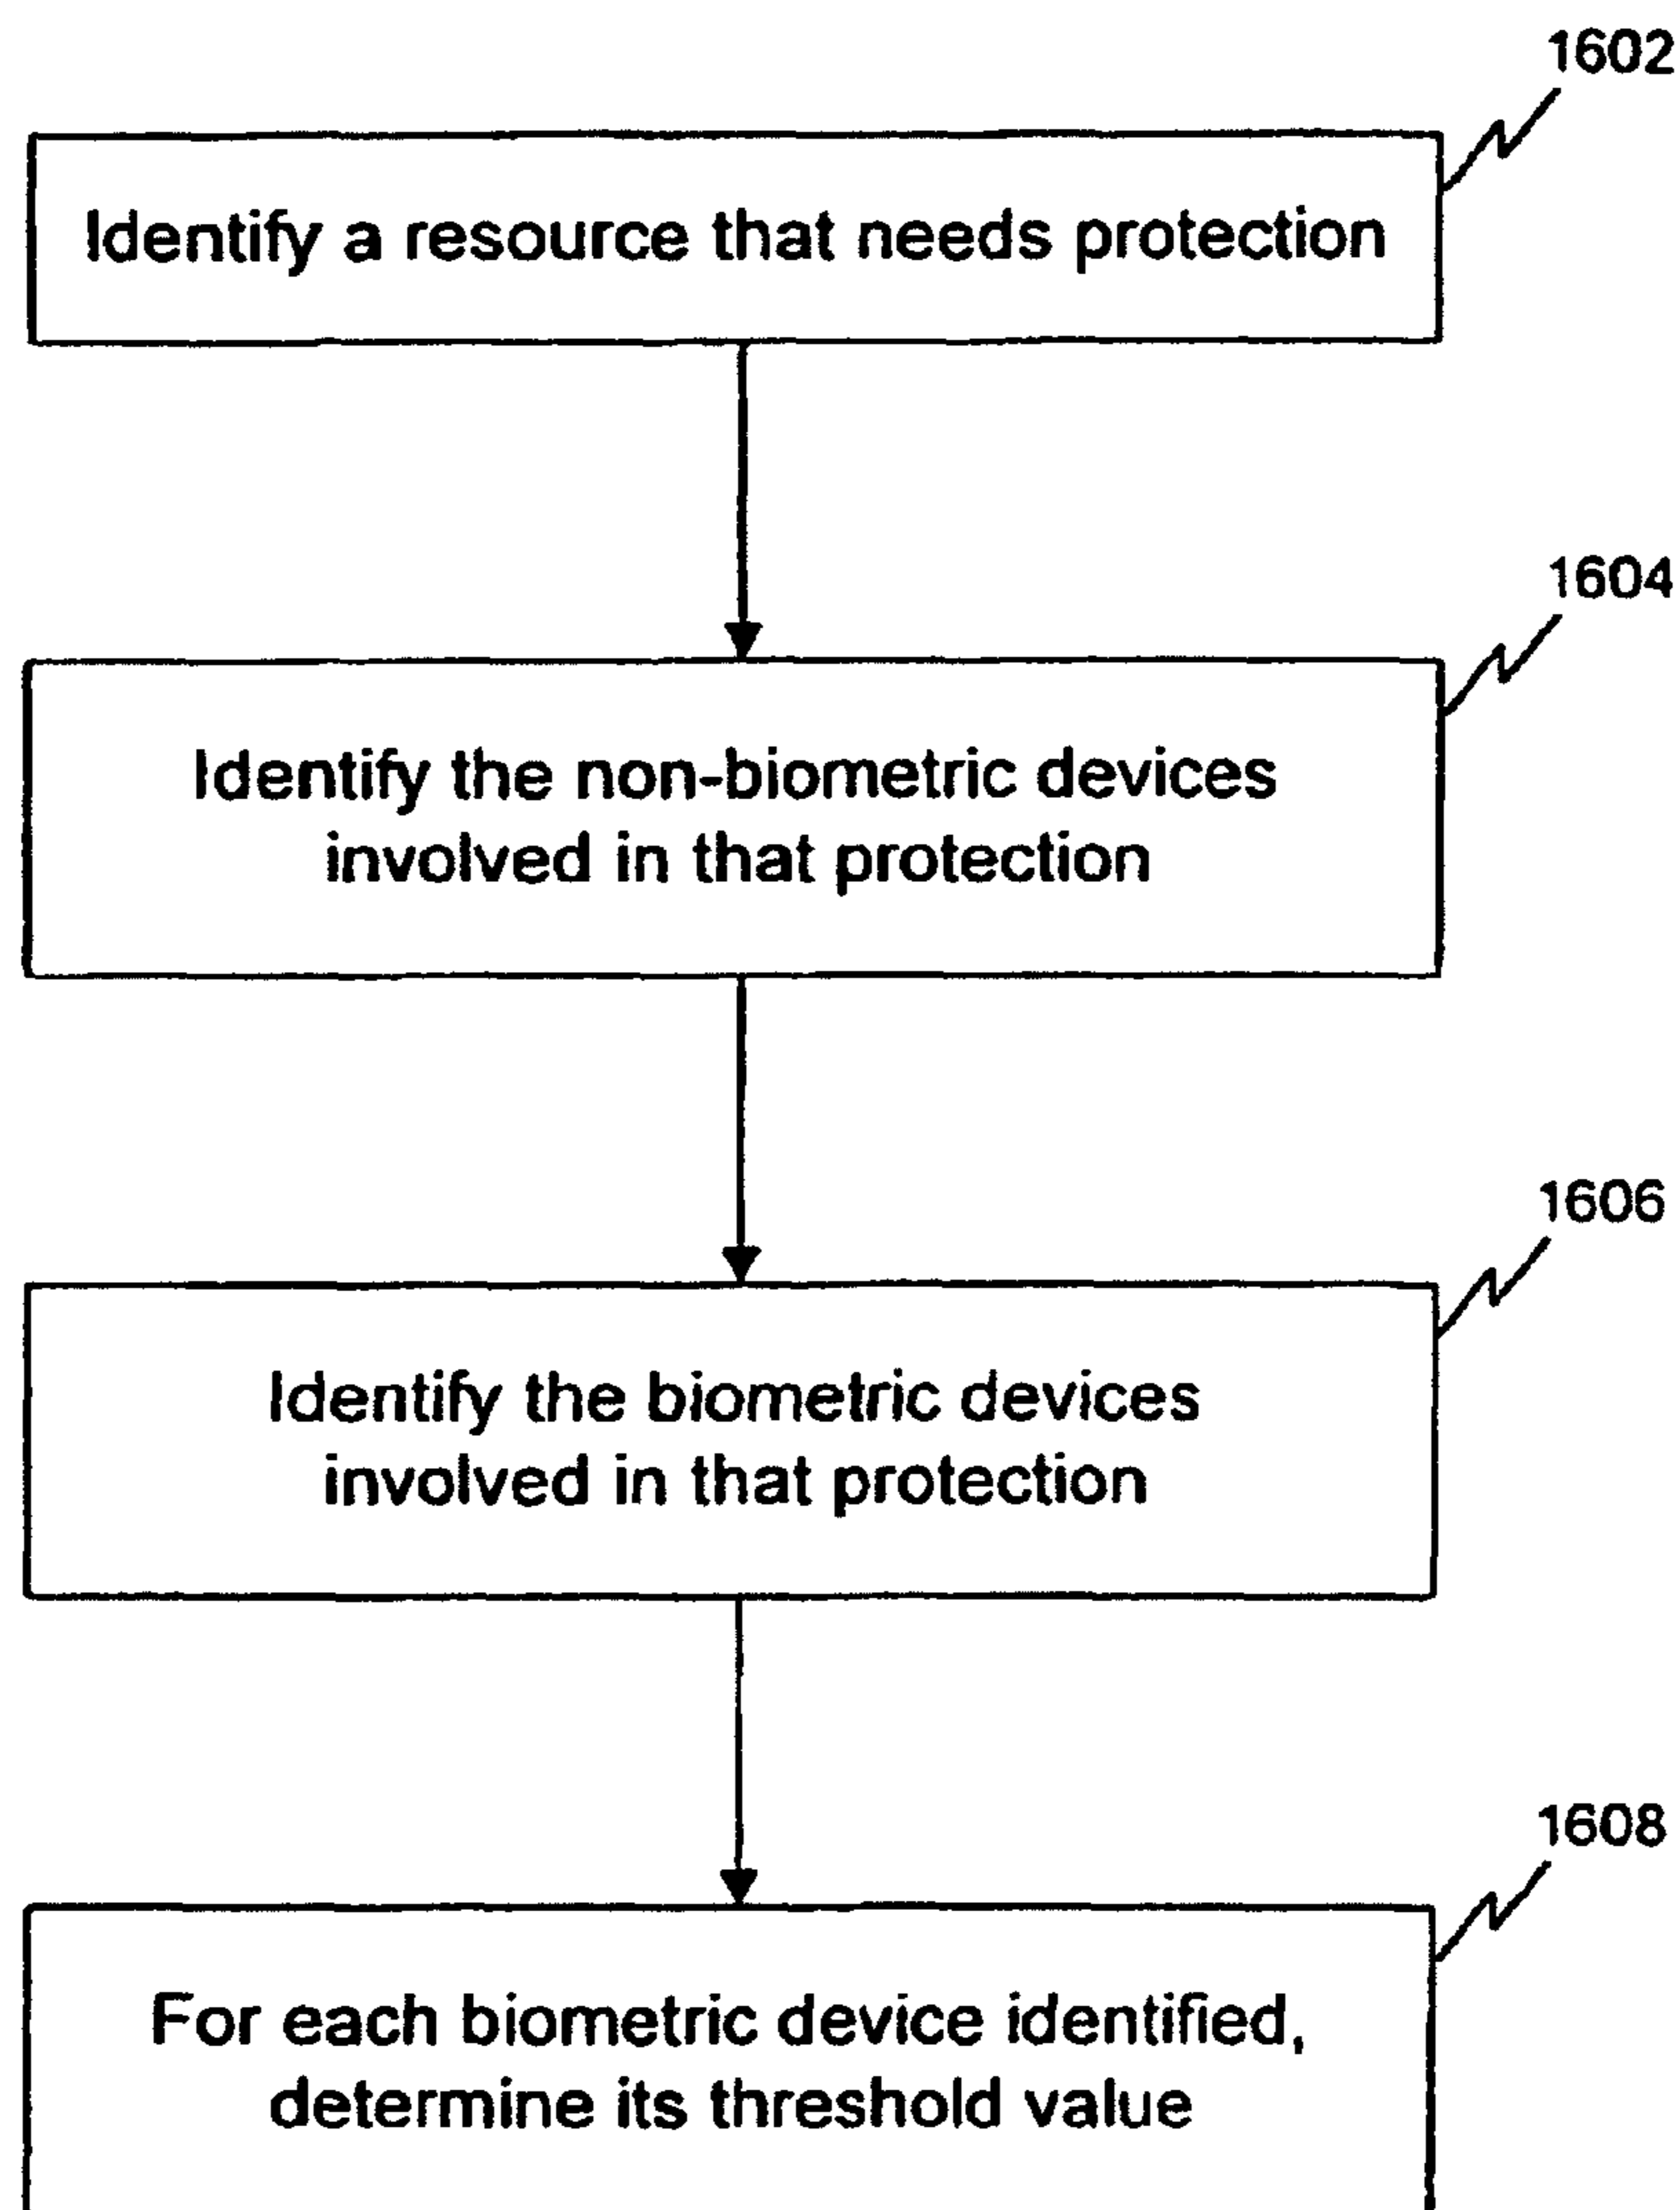 1602
Identify a resource that needs protection
1604
Identify the non-biometric devices
involved in that protection
1606
Identify the biometric devices
involved in that protection
1608
For each biometric device identified,
determine its threshold value